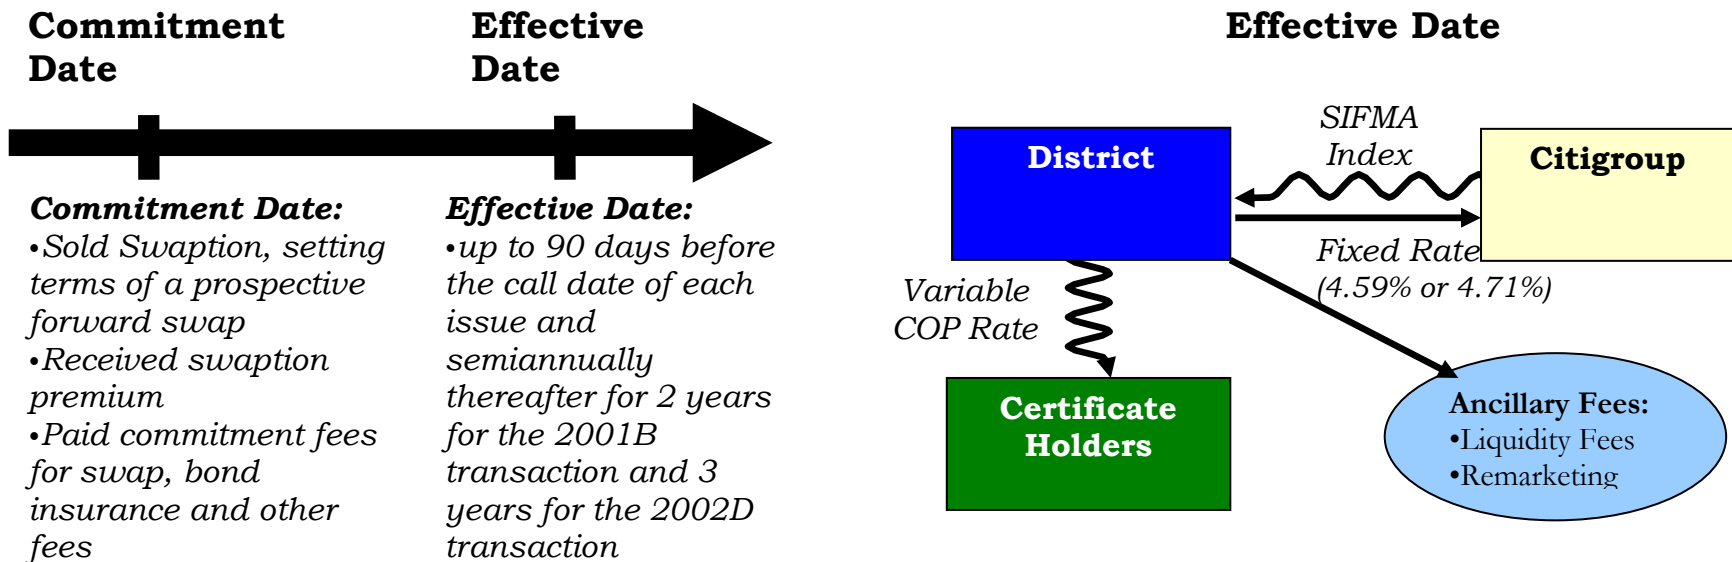 Commitment
Date
Effective
Date
Commitment Date:
•Sold Swaption, setting
terms of a prospective
forward swap
•Received swaption
premium
•Paid commitment fees
for swap, bond
insurance and other
fees
Effective Date:
•up to 90 days before
the call date of each
issue and
semiannually
thereafter for 2 years
for the 2001B
transaction and 3
years for the 2002D
transaction
Effective Date
District
SIFMA
Index
Citigroup
Fixed Rate
(4.59% or 4.71%)
Variable
COP Rate
Certificate
Holders
Ancillary Fees:
•Liquidity Fees
•Remarketing